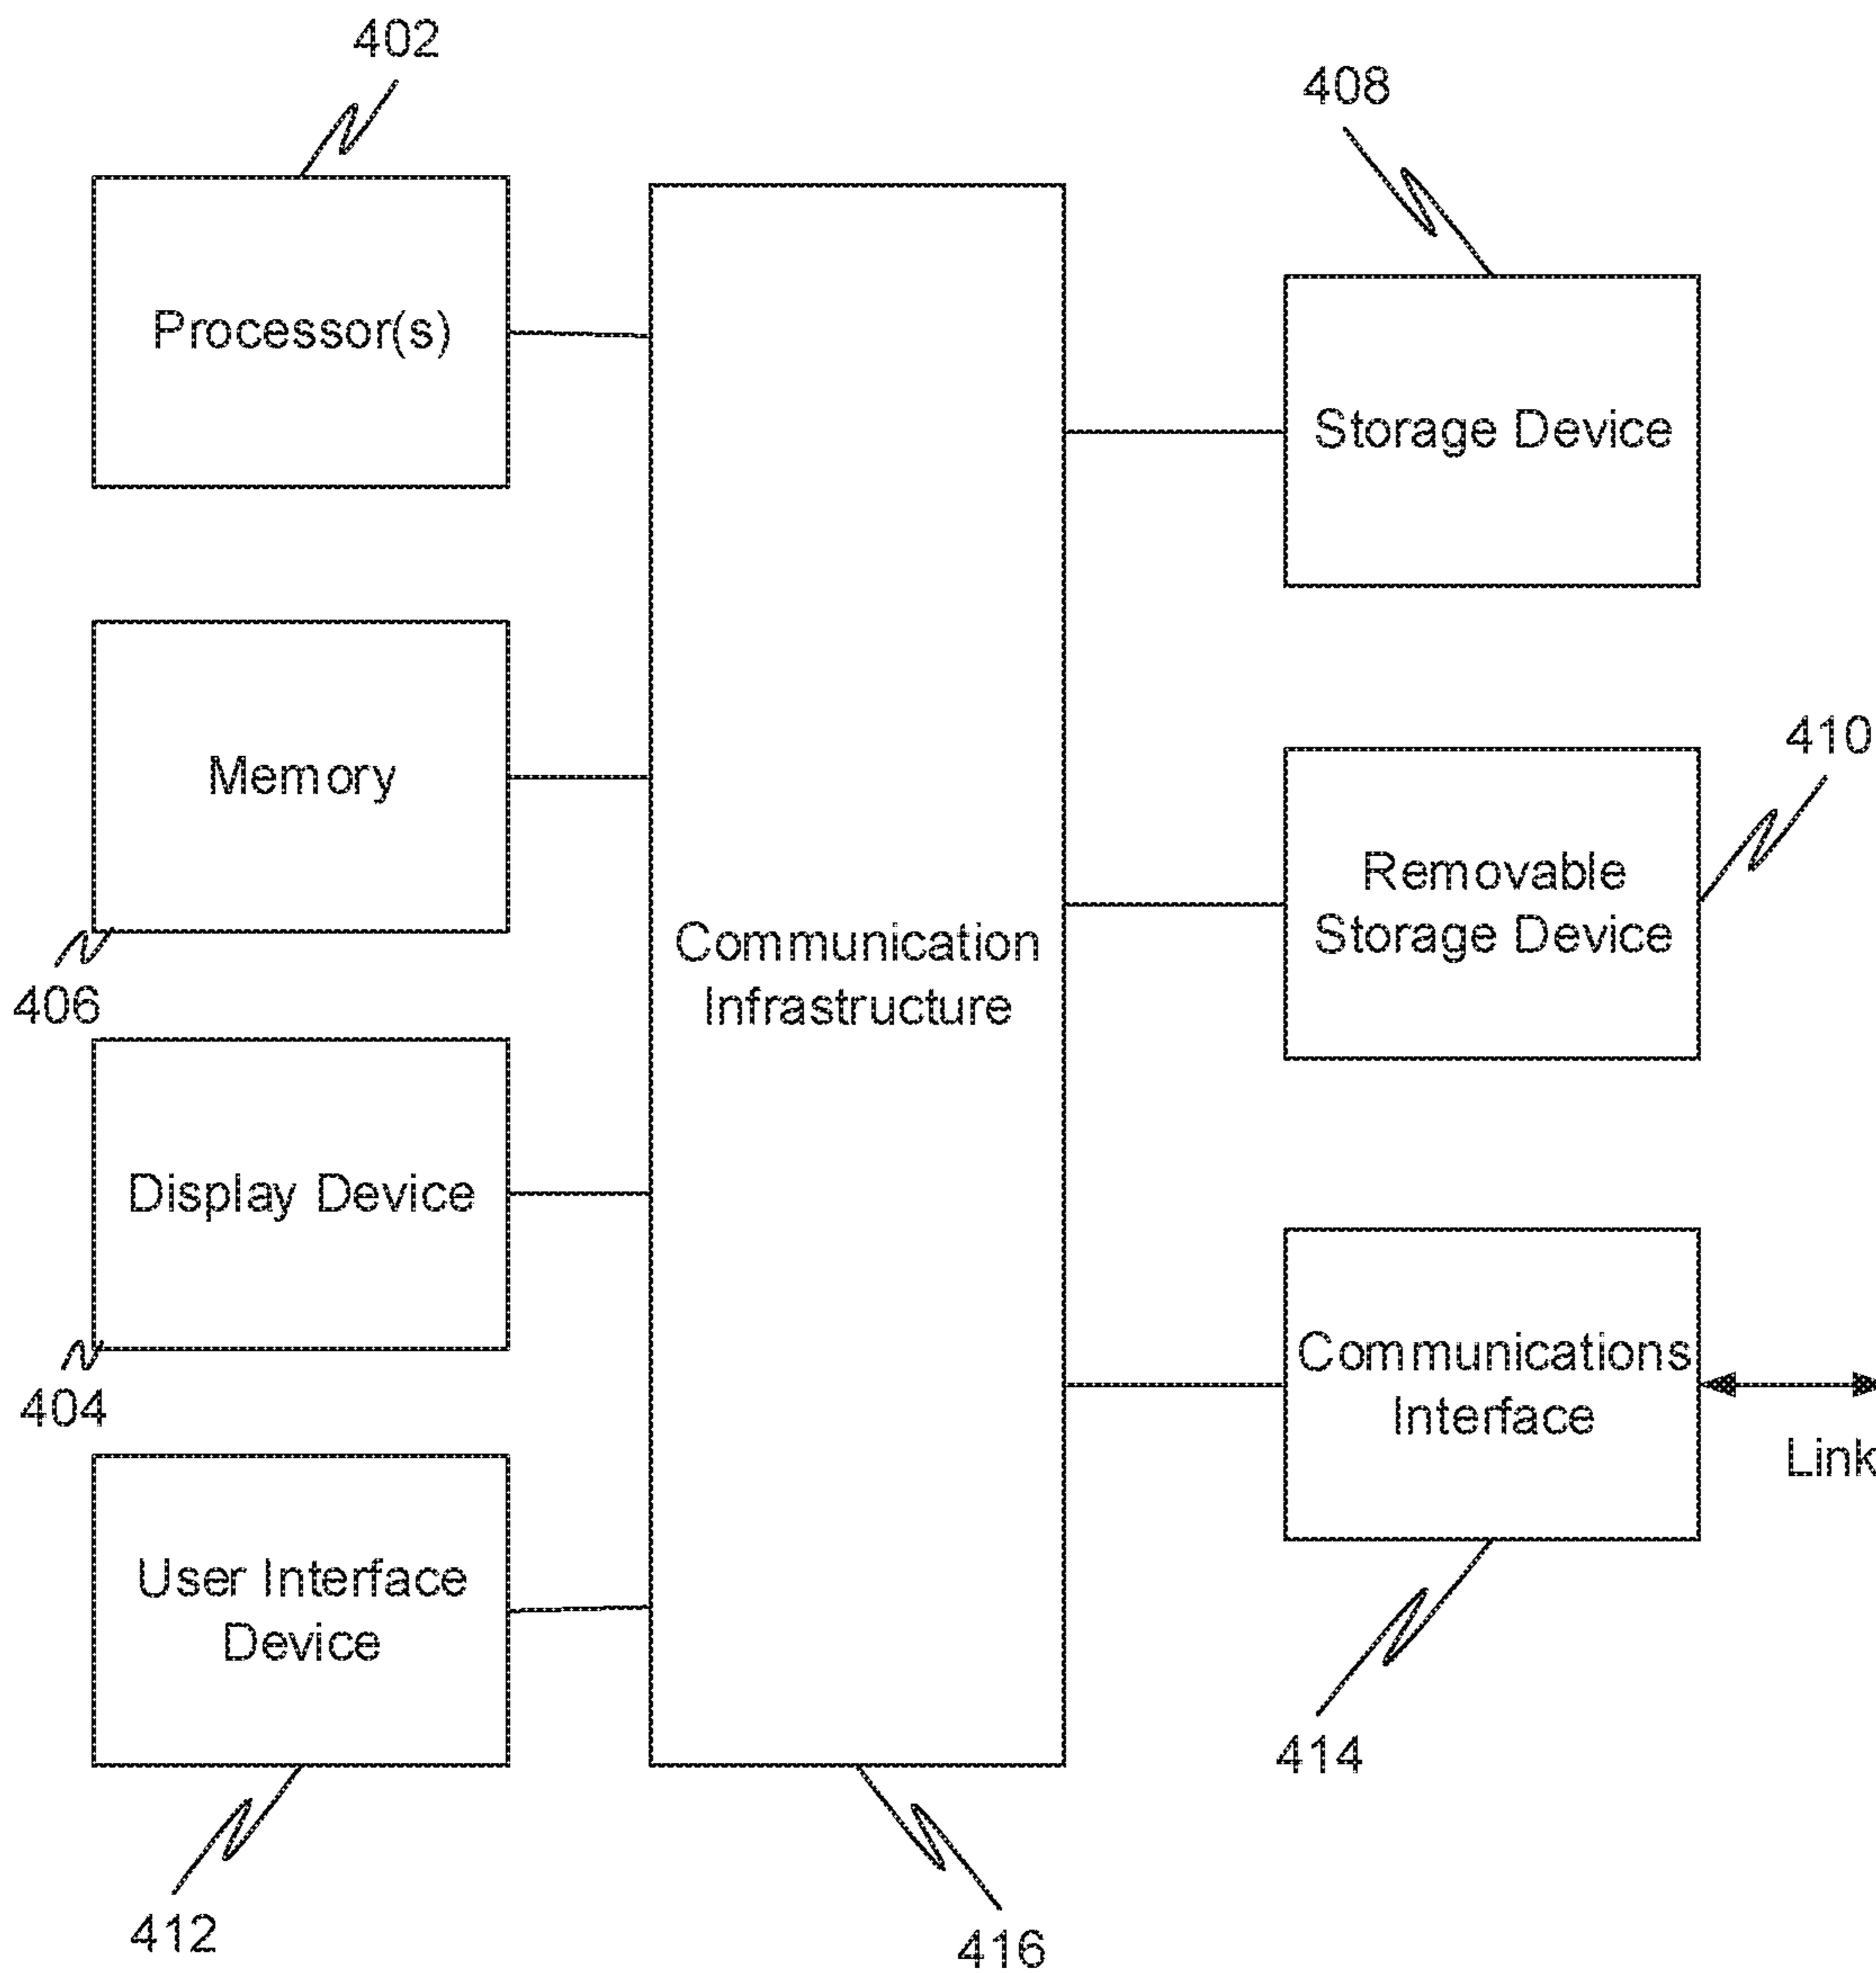 402
408
Processor(s)
Storage Device
410
Memory
Removable
Storage Device
406
Communication
Infrastructure
Display Device
404
Communications
Interface
Link
User Interface
Device
414
412
416